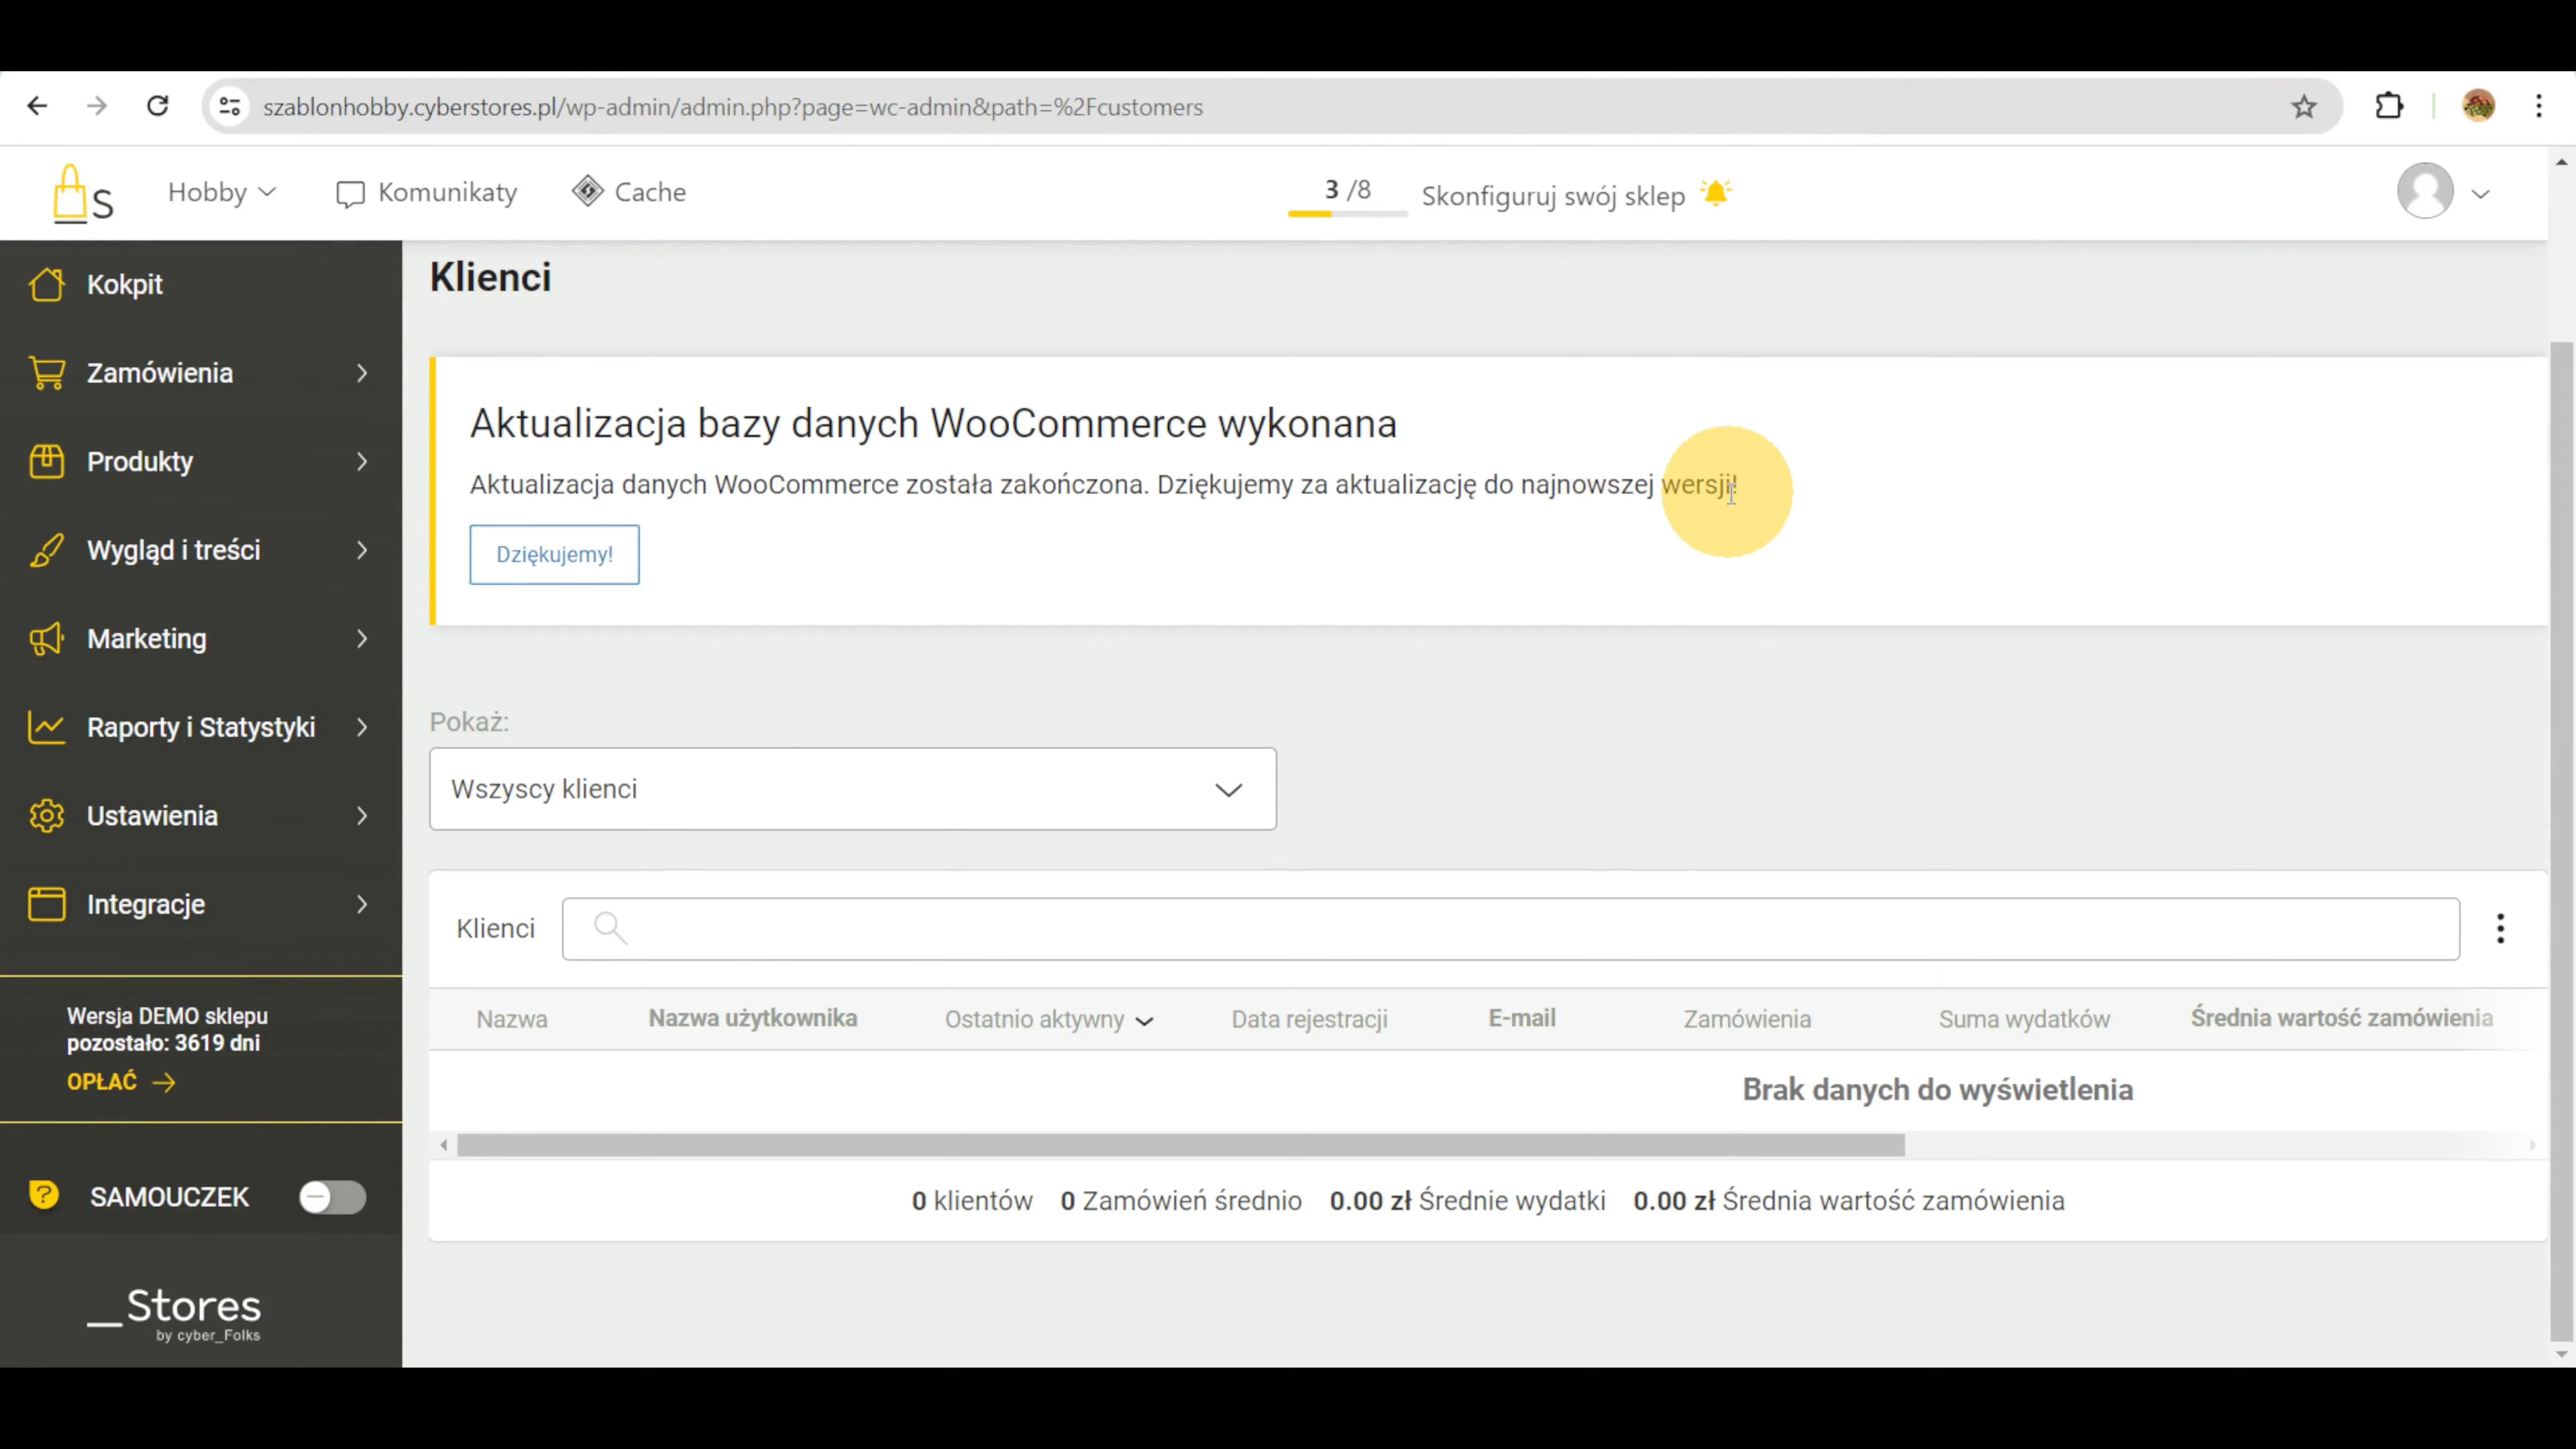 szablonhobby.cyberstores.pl/wp-admin/admin.php?page=wc-admin&path=%2Fcustomers
S
Hobby
Komunikaty
Cache
3 /8
Skonfiguruj swój sklep
Kokpit
Zamówienia
Produkty
Wygląd i treści
Marketing
Raporty i Statystyki
Ustawienia
Integracje
Wersja DEMO sklepu
pozostało: 3619 dni
OPŁAĆ
? SAMOUCZEK
__Stores
by cyber_Folks
Klienci
Aktualizacja bazy danych WooCommerce wykonana
Aktualizacja danych WooCommerce została zakończona. Dziękujemy za aktualizację do najnowszej wersji!
Dziękujemy!
Pokaż:
Wszyscy klienci
Klienci
Nazwa Nazwa użytkownika Ostatnio aktywny Data rejestracji E-mail Zamówienia Suma wydatków Średnia wartość zamówienia
Brak danych do wyświetlenia
0 klientów 0 Zamówień średnio 0.00 zł Średnie wydatki 0.00 zł Średnia wartość zamówienia